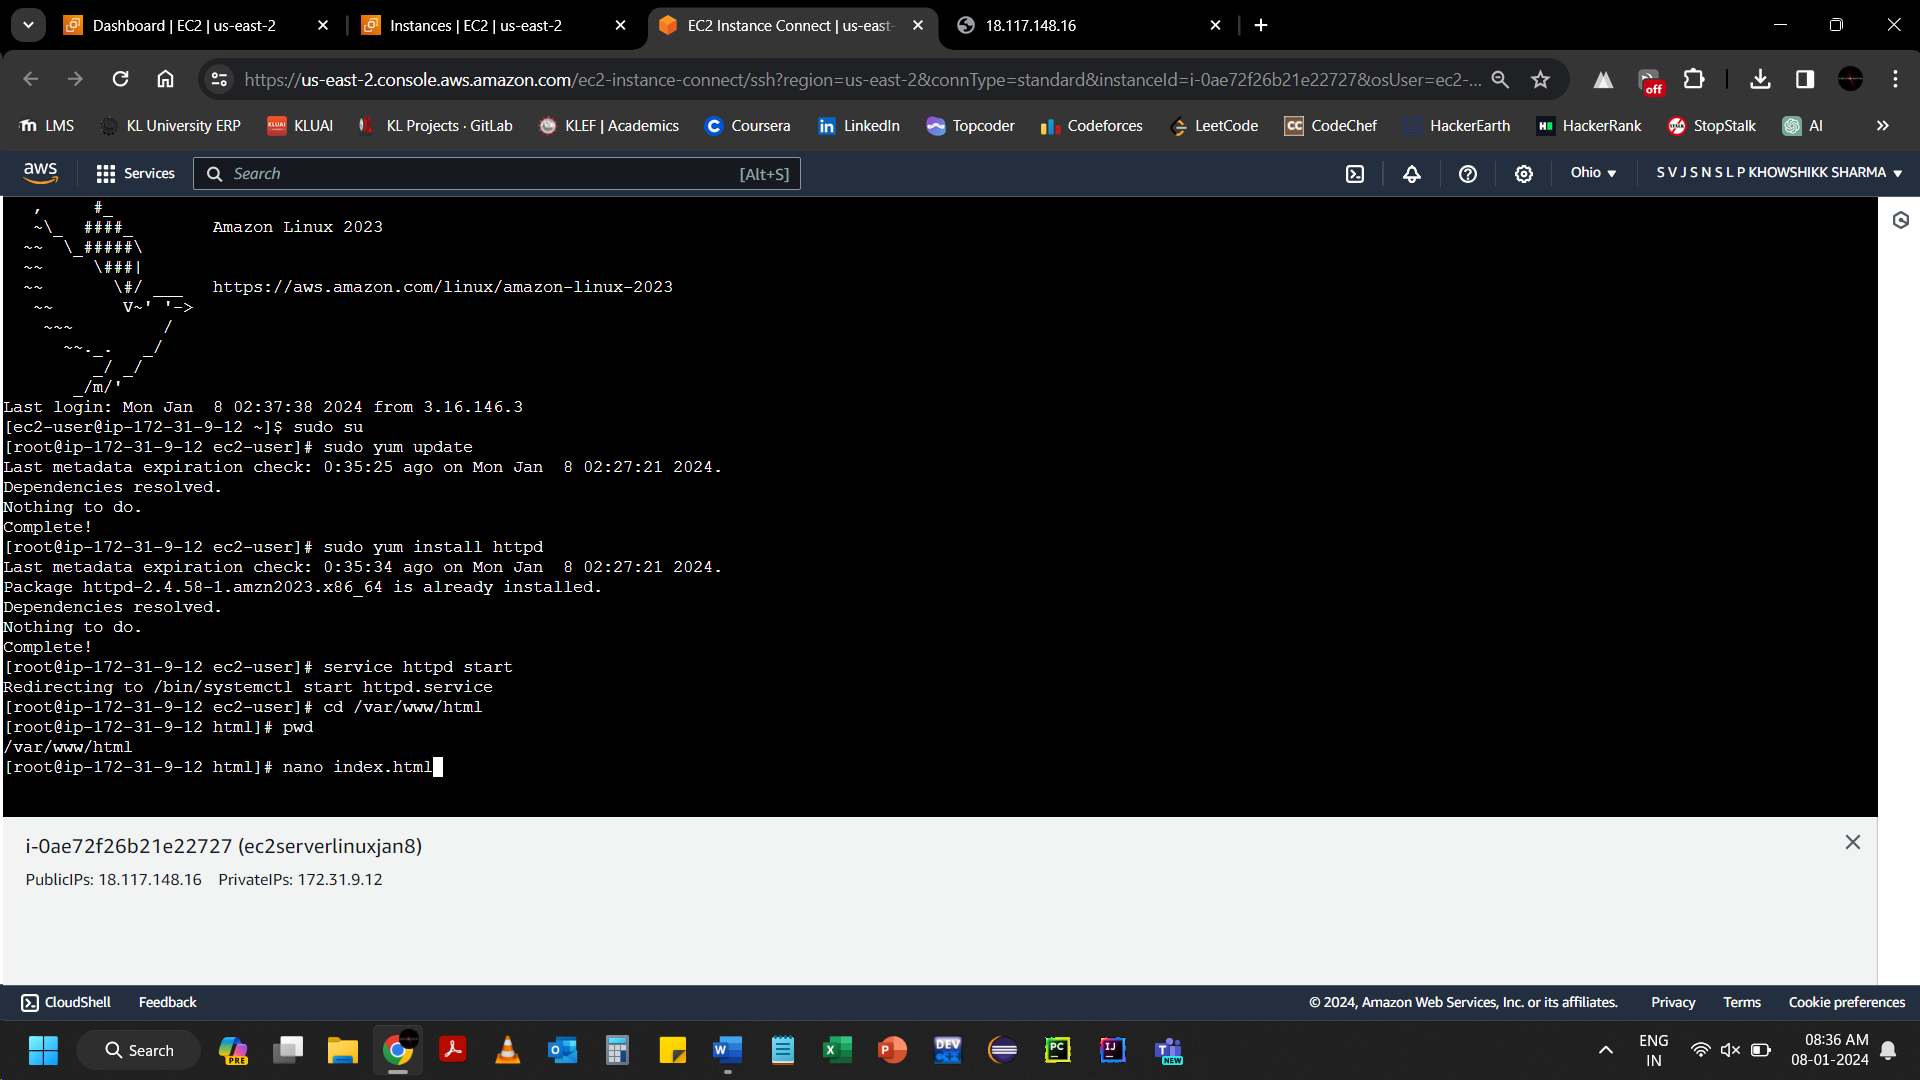 Dashboard | EC2 | us-east-2
Instances | EC2 | us-east-2
EC2 Instance Connect | us-east-
18.117.148.16
https://us-east-2.console.aws.amazon.com/ec2-instance-connect/ssh?region=us-east-2&connType=standard&instanceId=i-0ae72f26b21e22727&osUser=ec2-...
off
LMS
KL University ERP
KLUAI
KLUAI
KL Projects · GitLab
KLEF | Academics
Coursera
LinkedIn
Topcoder
Codeforces
LeetCode
CodeChef
HackerEarth
HackerRank
StopStalk
AI
aws
Services
Search
[Alt+S]
Ohio
S V J S N S L P KHOWSHIKK SHARMA
   ,     #_
   ~\_  ####_        Amazon Linux 2023
  ~~  \_#####\
  ~~     \###|
  ~~       \#/ ___   https://aws.amazon.com/linux/amazon-linux-2023
   ~~       V~' '->
    ~~~         /
      ~~._.   _/
         _/ _/
       _/m/'
Last login: Mon Jan  8 02:37:38 2024 from 3.16.146.3
[ec2-user@ip-172-31-9-12 ~]$ sudo su
[root@ip-172-31-9-12 ec2-user]# sudo yum update
Last metadata expiration check: 0:35:25 ago on Mon Jan  8 02:27:21 2024.
Dependencies resolved.
Nothing to do.
Complete!
[root@ip-172-31-9-12 ec2-user]# sudo yum install httpd
Last metadata expiration check: 0:35:34 ago on Mon Jan  8 02:27:21 2024.
Package httpd-2.4.58-1.amzn2023.x86_64 is already installed.
Dependencies resolved.
Nothing to do.
Complete!
[root@ip-172-31-9-12 ec2-user]# service httpd start
Redirecting to /bin/systemctl start httpd.service
[root@ip-172-31-9-12 ec2-user]# cd /var/www/html
[root@ip-172-31-9-12 html]# pwd
/var/www/html
[root@ip-172-31-9-12 html]# nano index.html
i-0ae72f26b21e22727 (ec2serverlinuxjan8)
PublicIPs: 18.117.148.16 PrivateIPs: 172.31.9.12
CloudShell
Feedback
© 2024, Amazon Web Services, Inc. or its affiliates.
Privacy
Terms
Cookie preferences
Search
PRE
DEV
PC
IJ
NEW
ENG
IN
08:36 AM
08-01-2024